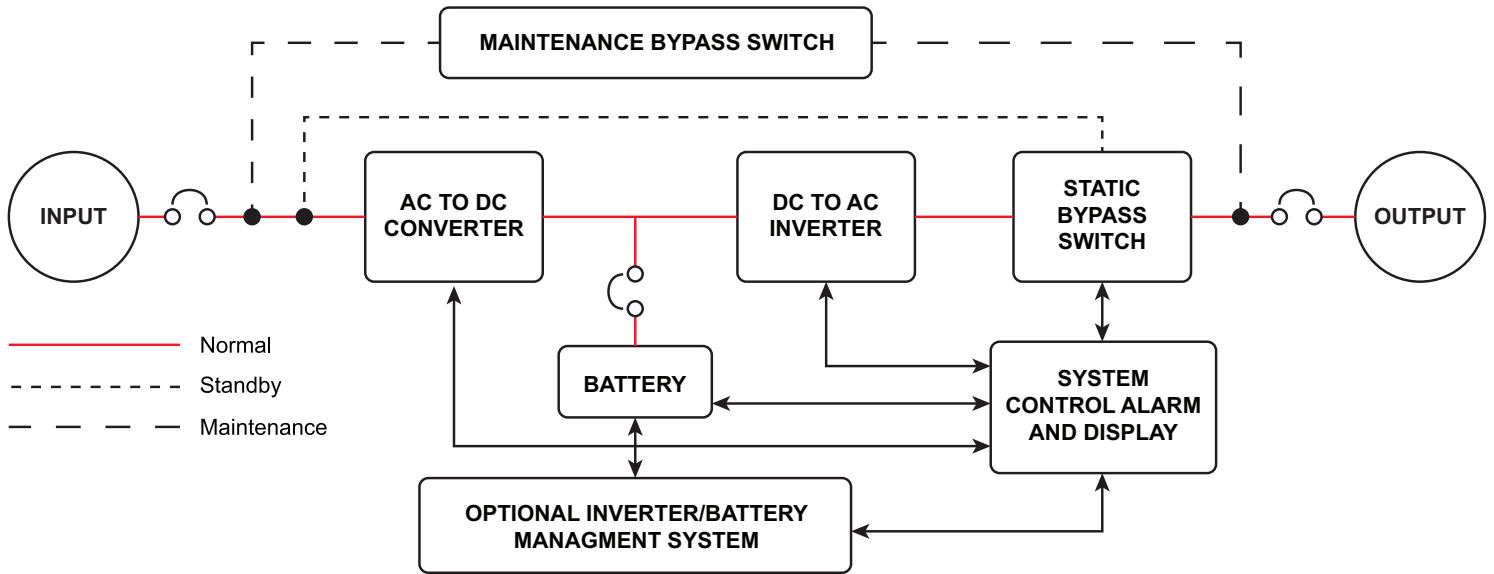 MAINTENANCE BYPASS SWITCH
INPUT
AC TO DC
CONVERTER
DC TO AC
INVERTER
STATIC
BYPASS
SWITCH
OUTPUT
Normal
Standby
Maintenance
BATTERY
SYSTEM
CONTROL ALARM
AND DISPLAY
OPTIONAL INVERTER/BATTERY
MANAGMENT SYSTEM